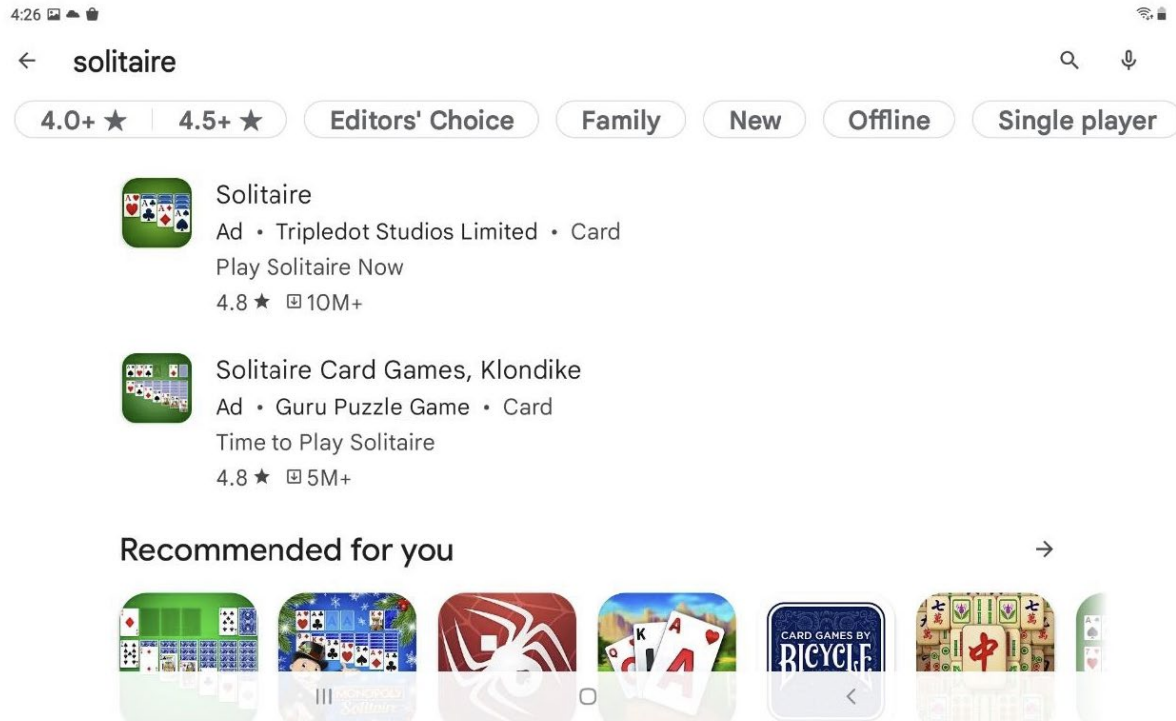 4:26
solitaire
4.0+ ★ 4.5+ ★ Editors' Choice Family New Offline Single player
Solitaire
Ad • Tripledot Studios Limited • Card
Play Solitaire Now
4.8 ★ 10M+
Solitaire Card Games, Klondike
Ad • Guru Puzzle Game • Card
Time to Play Solitaire
4.8 ★ 5M+
Recommended for you
CARD GAMES BY
BICYCLE
MONOPOLY
Solitaire